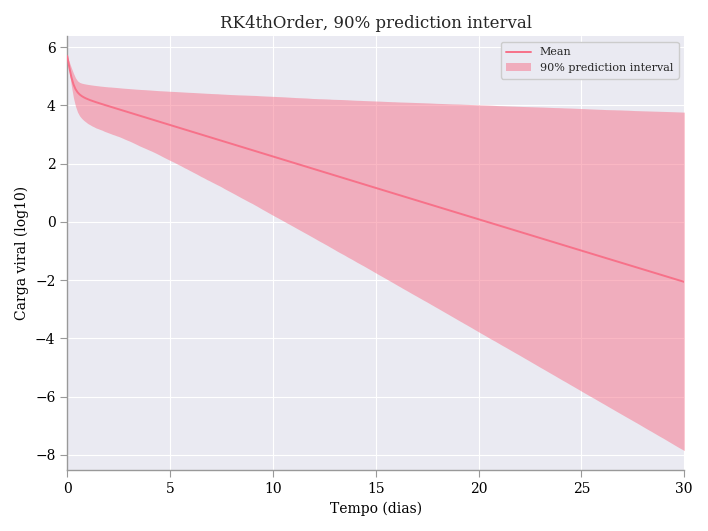 RK4thOrder, 90% prediction interval
Mean
90% prediction interval
Carga viral (log10)
6
4
2
0
−2
−4
−6
−8
0 5 10 15 20 25 30
Tempo (dias)